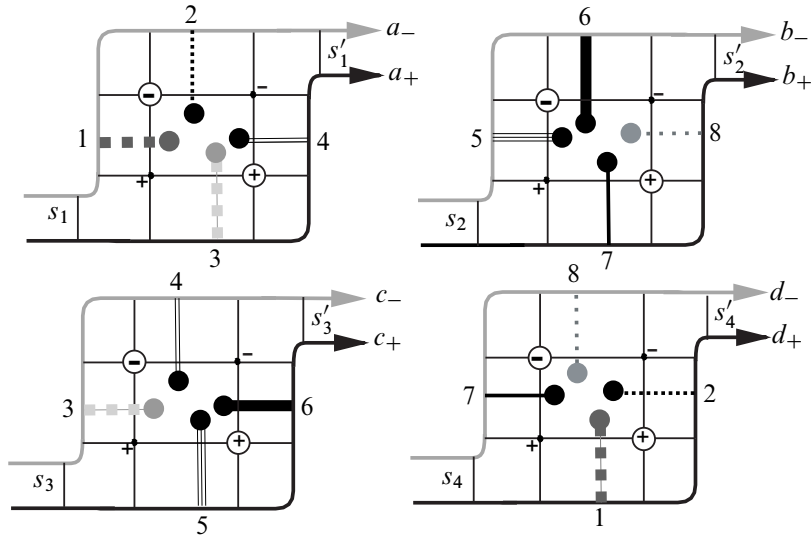 2
a₋
s′₁
a₊
−
−
1
4
+
+
s₁
3
6
b₋
s′₂
b₊
−
−
5
8
+
+
s₂
7
4
c₋
s′₃
c₊
−
−
3
6
+
+
s₃
5
8
d₋
s′₄
d₊
−
−
7
2
+
+
s₄
1